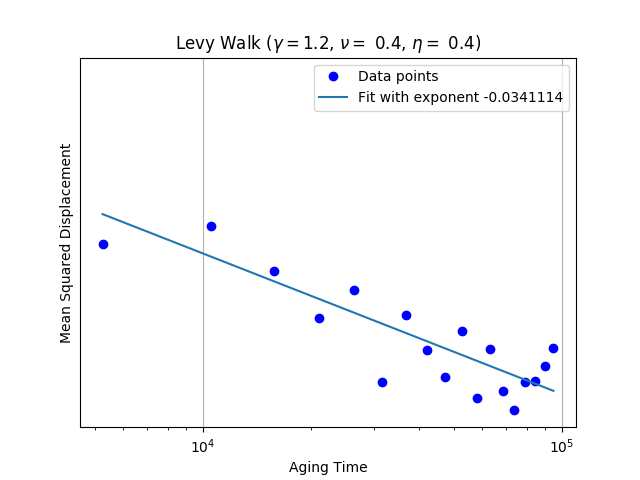 Levy Walk (γ = 1.2, ν = 0.4, η = 0.4)
Data points
Fit with exponent -0.0341114
Mean Squared Displacement
10⁴ 10⁵
Aging Time